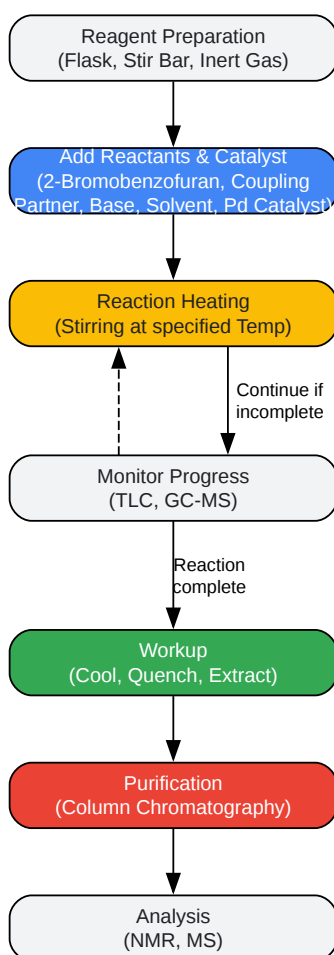 Reagent Preparation
(Flask, Stir Bar, Inert Gas)
Add Reactants & Catalyst
(2-Bromobenzofuran, Coupling
Partner, Base, Solvent, Pd Catalyst)
Reaction Heating
(Stirring at specified Temp)
Continue if
incomplete
Monitor Progress
(TLC, GC-MS)
Reaction
complete
Workup
(Cool, Quench, Extract)
Purification
(Column Chromatography)
Analysis
(NMR, MS)